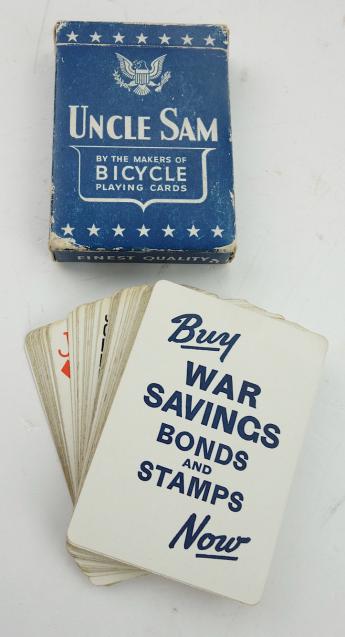 UNCLE SAM
BY THE MAKERS OF
BICYCLE
PLAYING CARDS
FINEST QUALITY
J
Buy
WAR
SAVINGS
BONDS
AND
STAMPS
Now